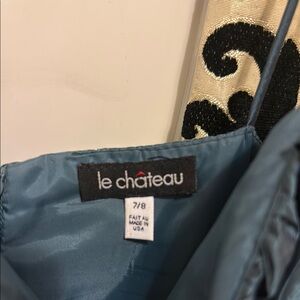 le château
7/8
FAIT AU
MADE IN
USA